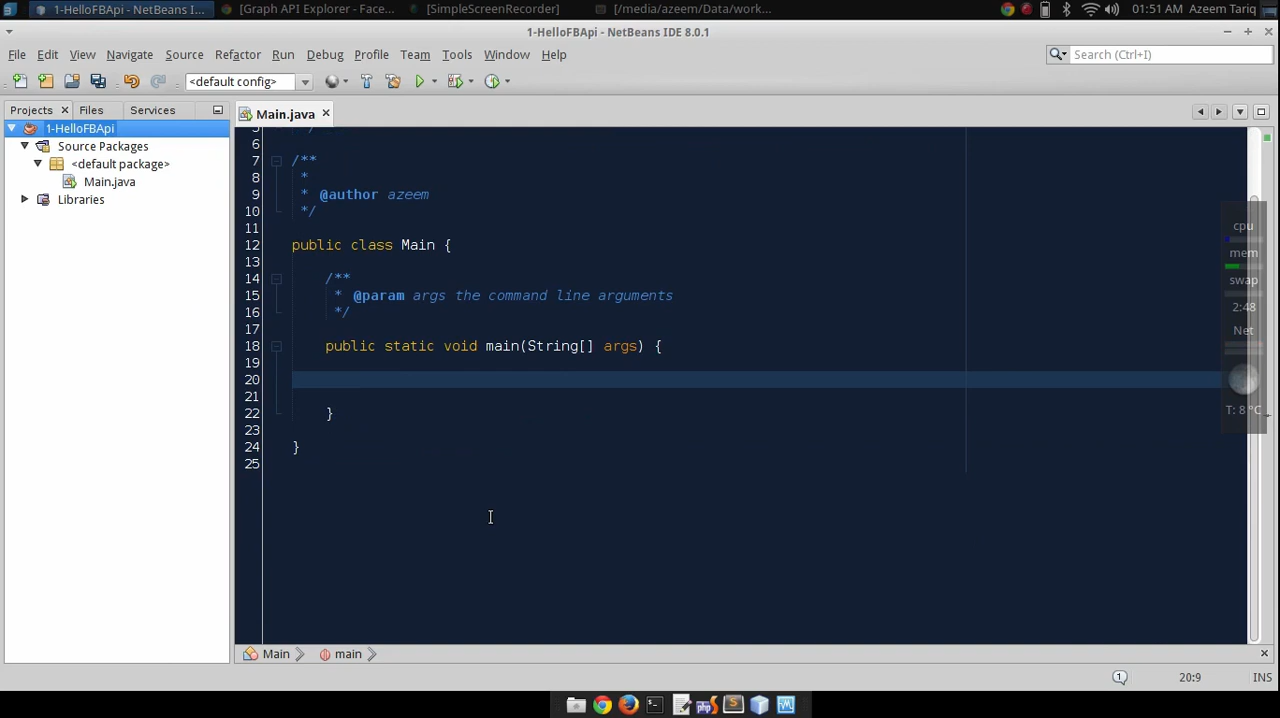 1-HelloFBApi - NetBeans I...
[Graph API Explorer - Face...
[SimpleScreenRecorder]
[/media/azeem/Data/work...
01:51 AM Azeem Tariq
1-HelloFBApi - NetBeans IDE 8.0.1
File Edit View Navigate Source Refactor Run Debug Profile Team Tools Window Help
Search (Ctrl+I)
<default config>
Projects Files Services
Main.java
1-HelloFBApi
Source Packages
<default package>
Main.java
Libraries
5 */
6
7 /**
8 *
9 * @author azeem
10 */
11
12 public class Main {
13
14 /**
15 * @param args the command line arguments
16 */
17
18 public static void main(String[] args) {
19
20
21
22 }
23
24 }
25
cpu
mem
swap
2:48
Net
T: 8 °C
Main main
1 20:9 INS